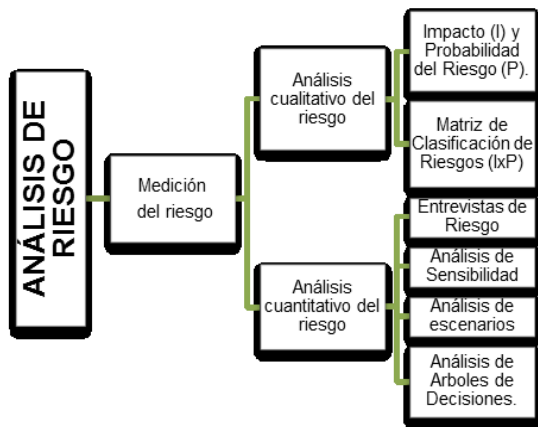 ANÁLISIS DE
RIESGO
Medición
del riesgo
Análisis
cualitativo del
riesgo
Impacto (I) y
Probabilidad
del Riesgo (P).
Matriz de
Clasificación de
Riesgos (IxP)
Análisis
cuantitativo del
riesgo
Entrevistas de
Riesgo
Análisis de
Sensibilidad
Análisis de
escenarios
Análisis de
Arboles de
Decisiones.